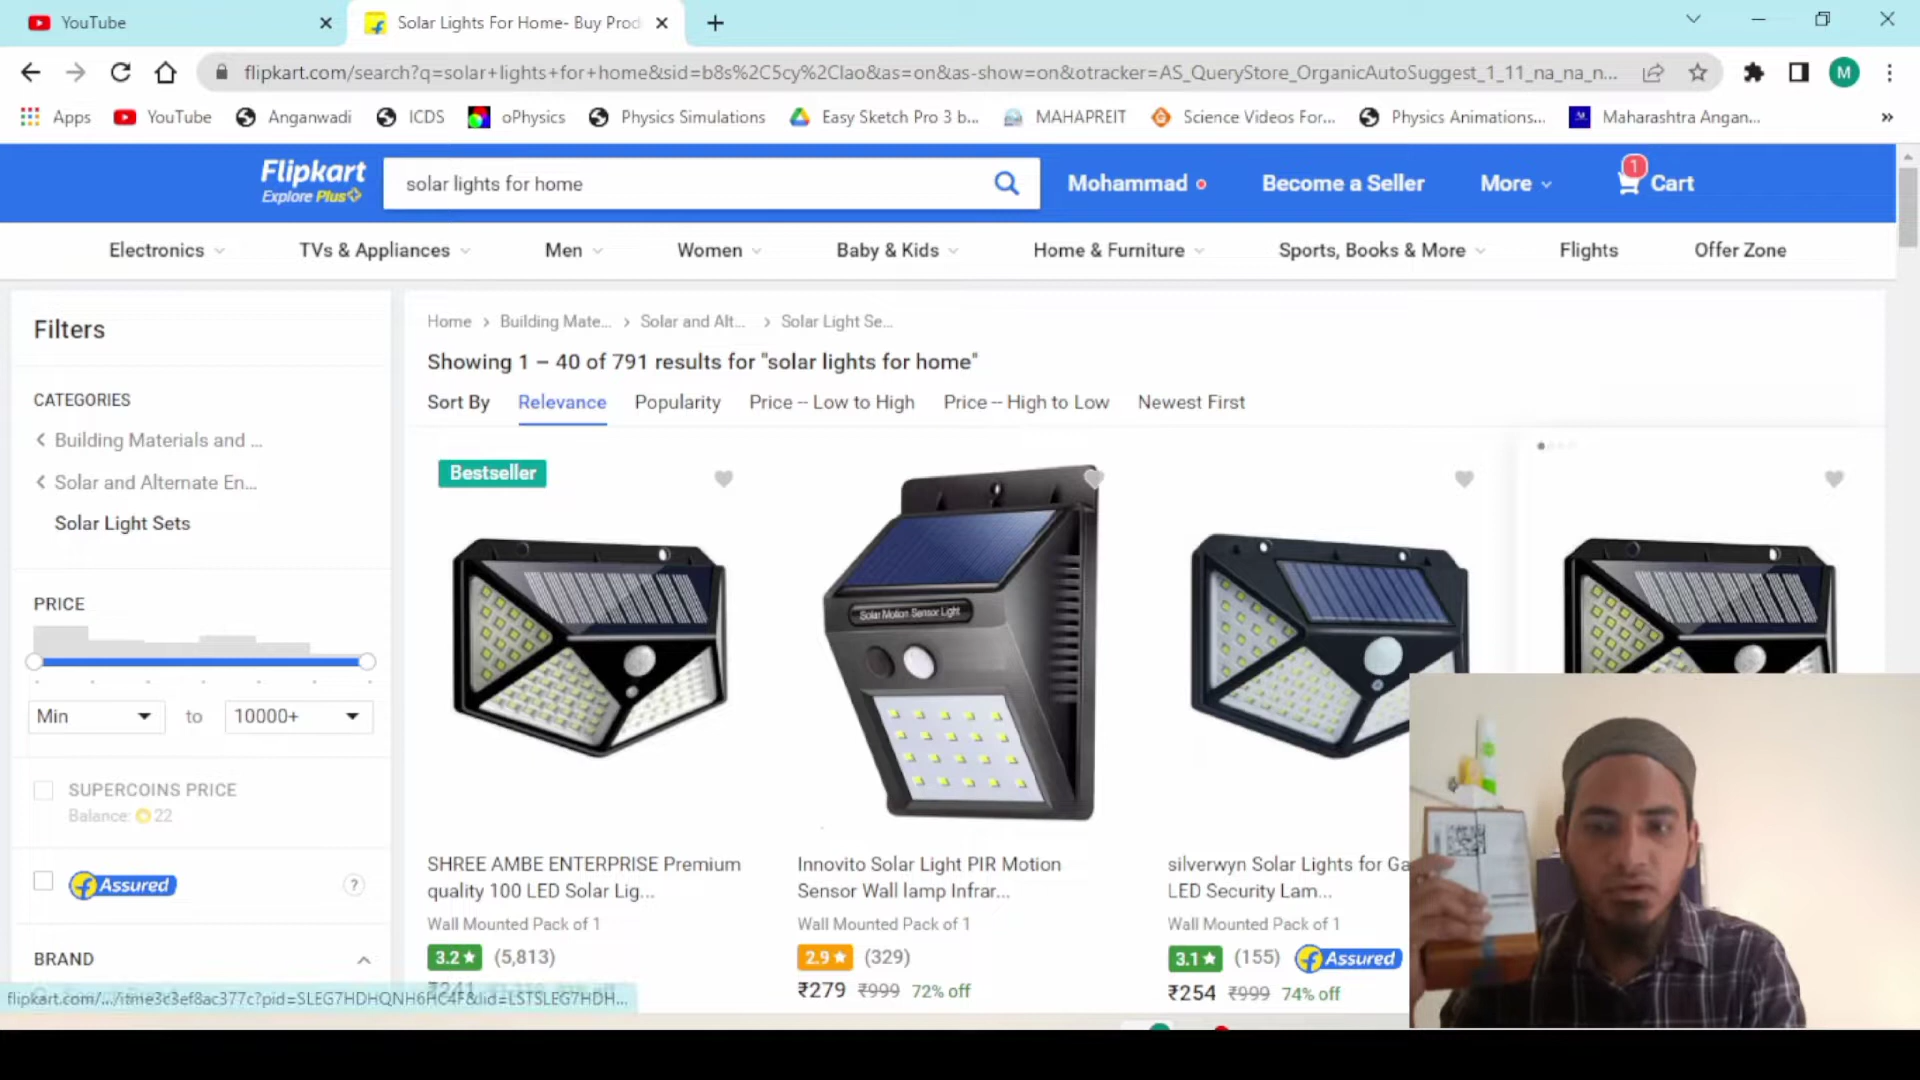 YouTube
Solar Lights For Home- Buy Prod
flipkart.com/search?q=solar+lights+for+home&sid=b8s%2C5cy%2Clao&as=on&as-show=on&otracker=AS_QueryStore_OrganicAutoSuggest_1_11_na_na_n...
M
Apps
YouTube
Anganwadi
ICDS
oPhysics
Physics Simulations
Easy Sketch Pro 3 b...
MAHAPREIT
Science Videos For...
Physics Animations...
Maharashtra Angan...
»
Flipkart
Explore Plus
solar lights for home
Mohammad
Become a Seller
More
1
Cart
Electronics
TVs & Appliances
Men
Women
Baby & Kids
Home & Furniture
Sports, Books & More
Flights
Offer Zone
Filters
CATEGORIES
Building Materials and ...
Solar and Alternate En...
Solar Light Sets
PRICE
Min
to
10000+
SUPERCOINS PRICE
Balance: 22
Assured
?
BRAND
Home > Building Mate... > Solar and Alt... > Solar Light Se...
Showing 1 – 40 of 791 results for "solar lights for home"
Sort By
Relevance
Popularity
Price -- Low to High
Price -- High to Low
Newest First
Bestseller
SHREE AMBE ENTERPRISE Premium
quality 100 LED Solar Lig...
Wall Mounted Pack of 1
3.2★ (5,813)
₹241
Solar Motion Sensor Light
Innovito Solar Light PIR Motion
Sensor Wall lamp Infrar...
Wall Mounted Pack of 1
2.9★ (329)
₹279 ₹999 72% off
silverwyn Solar Lights for Ga
LED Security Lam...
Wall Mounted Pack of 1
3.1★ (155) Assured
₹254 ₹999 74% off
flipkart.com/.../itme3c3ef8ac377c?pid=SLEG7HDHQNH6HC4F&lid=LSTSLEG7HDH...